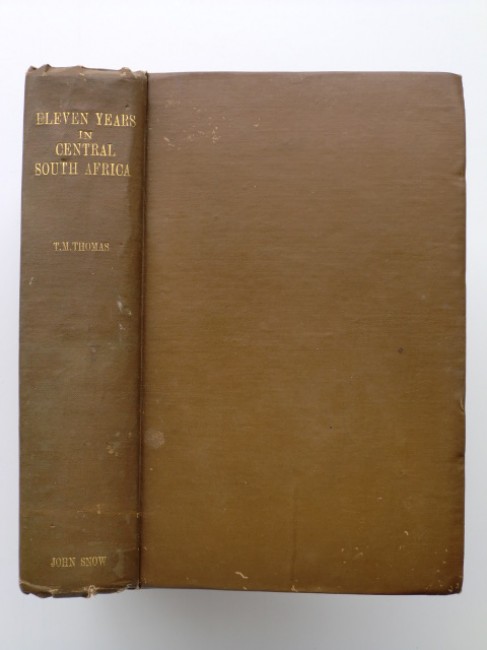 ELEVEN YEARS
IN
CENTRAL
SOUTH AFRICA
T.M.THOMAS
JOHN SNOW